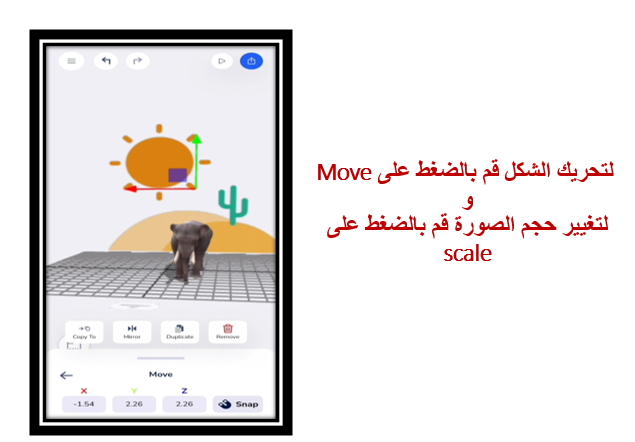 لتحريك الشكل قم بالضغط على Move
و
لتغيير حجم الصورة قم بالضغط على
scale
Copy To
Mirror
Duplicate
Remove
Move
X
Y
Z
-1.54
2.26
2.26
Snap